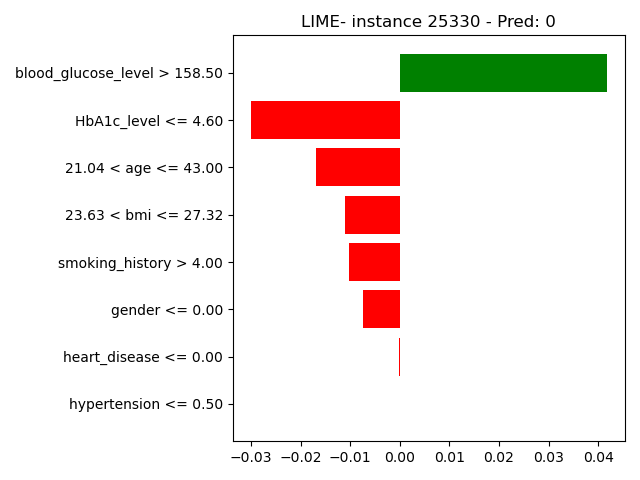 LIME- instance 25330 - Pred: 0
blood_glucose_level > 158.50
HbA1c_level <= 4.60
21.04 < age <= 43.00
23.63 < bmi <= 27.32
smoking_history > 4.00
gender <= 0.00
heart_disease <= 0.00
hypertension <= 0.50
−0.03 −0.02 −0.01 0.00 0.01 0.02 0.03 0.04